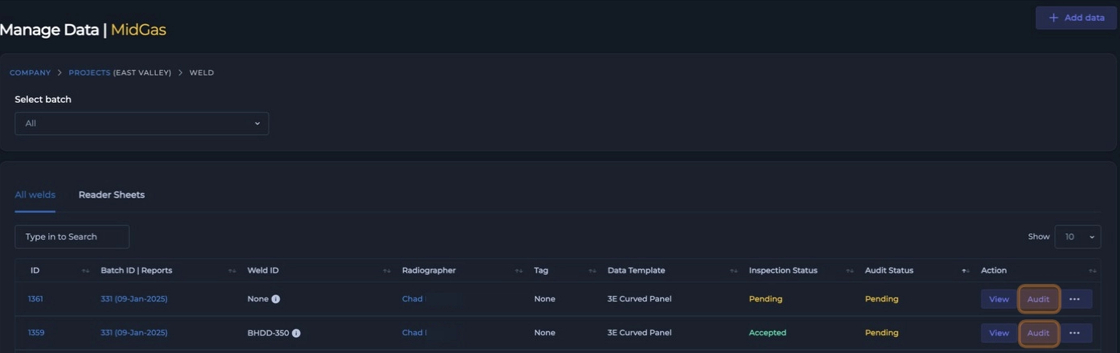 + Add data
Manage Data | MidGas
COMPANY > PROJECTS (EAST VALLEY) > WELD
Select batch
All
All welds Reader Sheets
Type in to Search Show 10
ID Batch ID | Reports Weld ID Radiographer Tag Data Template Inspection Status Audit Status Action
1361 331 (09-Jan-2025) None Chad None 3E Curved Panel Pending Pending View Audit ...
1359 331 (09-Jan-2025) BHDD-350 Chad None 3E Curved Panel Accepted Pending View Audit ...